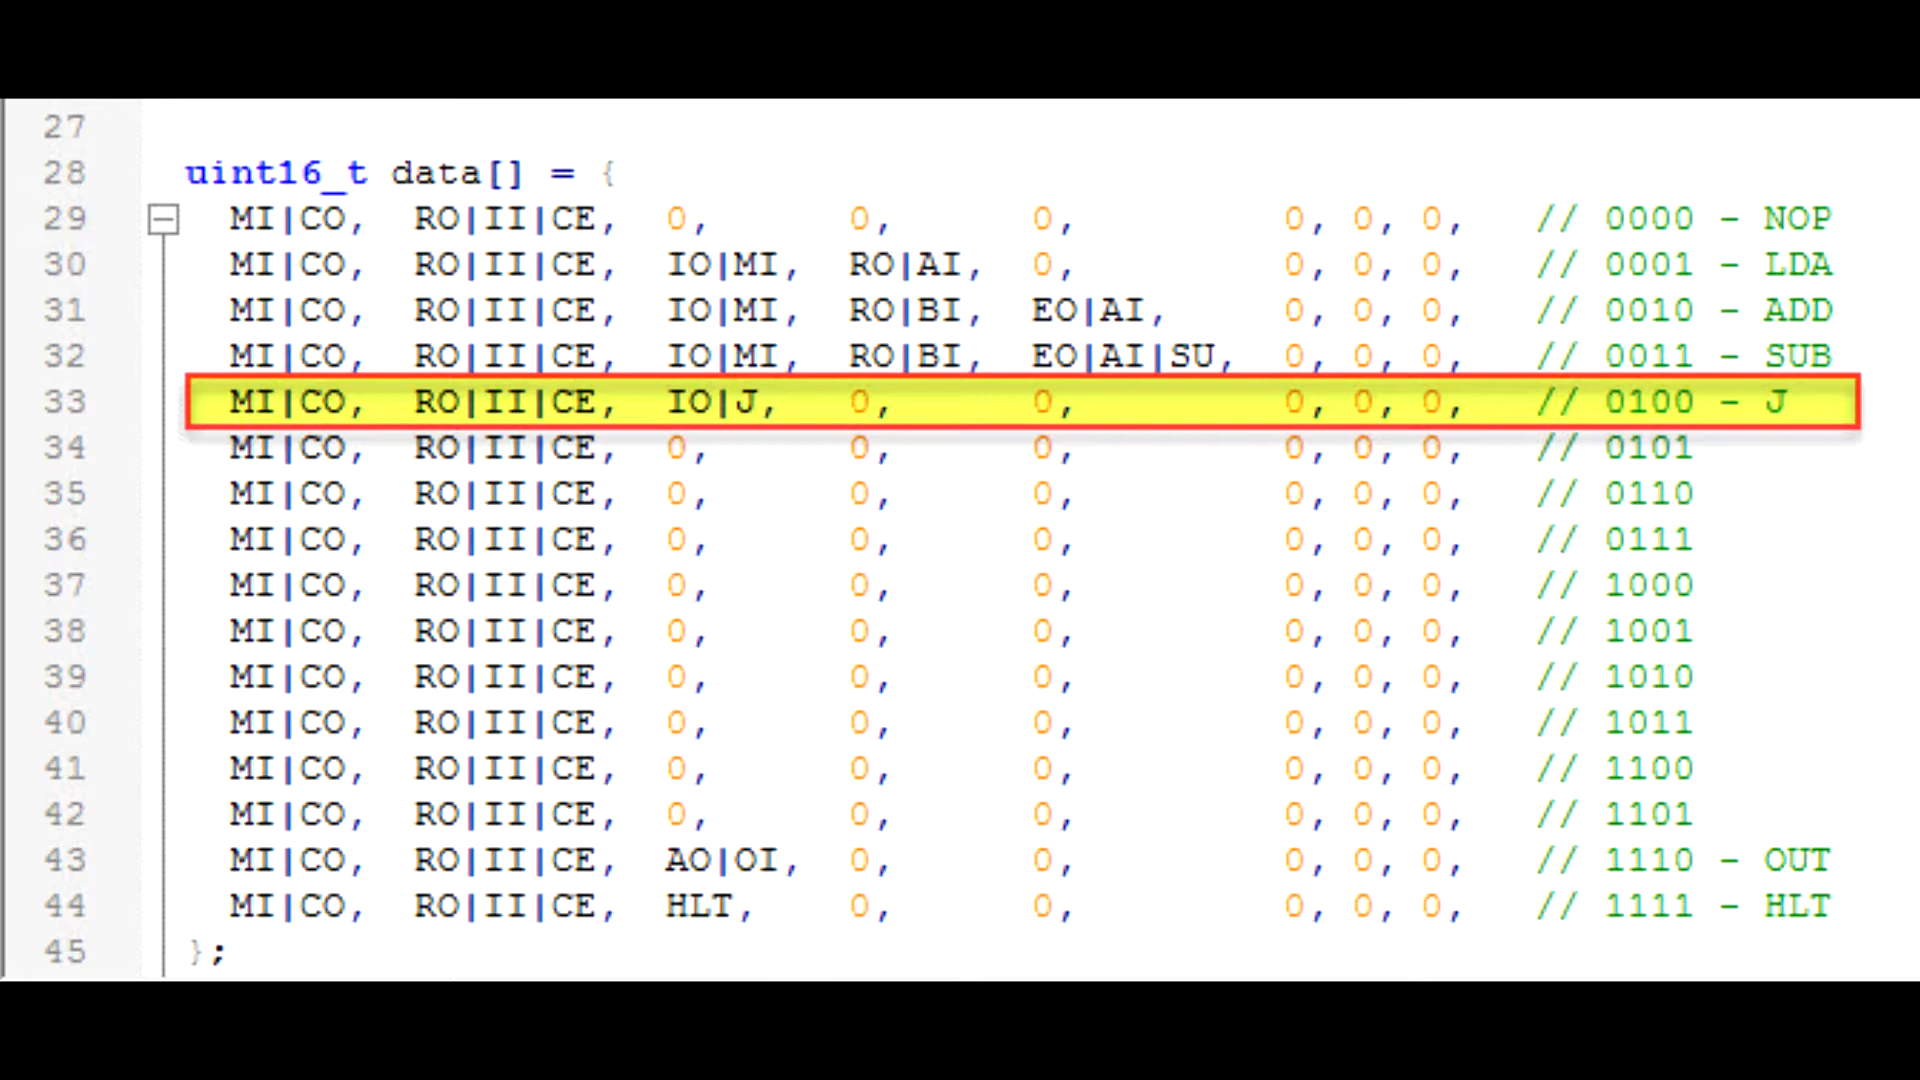 27
28 uint16_t data[] = {
29 MI|CO, RO|II|CE, 0, 0, 0, 0, 0, 0, // 0000 - NOP
30 MI|CO, RO|II|CE, IO|MI, RO|AI, 0, 0, 0, 0, // 0001 - LDA
31 MI|CO, RO|II|CE, IO|MI, RO|BI, EO|AI, 0, 0, 0, // 0010 - ADD
32 MI|CO, RO|II|CE, IO|MI, RO|BI, EO|AI|SU, 0, 0, 0, // 0011 - SUB
33 MI|CO, RO|II|CE, IO|J, 0, 0, 0, 0, 0, // 0100 - J
34 MI|CO, RO|II|CE, 0, 0, 0, 0, 0, 0, // 0101
35 MI|CO, RO|II|CE, 0, 0, 0, 0, 0, 0, // 0110
36 MI|CO, RO|II|CE, 0, 0, 0, 0, 0, 0, // 0111
37 MI|CO, RO|II|CE, 0, 0, 0, 0, 0, 0, // 1000
38 MI|CO, RO|II|CE, 0, 0, 0, 0, 0, 0, // 1001
39 MI|CO, RO|II|CE, 0, 0, 0, 0, 0, 0, // 1010
40 MI|CO, RO|II|CE, 0, 0, 0, 0, 0, 0, // 1011
41 MI|CO, RO|II|CE, 0, 0, 0, 0, 0, 0, // 1100
42 MI|CO, RO|II|CE, 0, 0, 0, 0, 0, 0, // 1101
43 MI|CO, RO|II|CE, AO|OI, 0, 0, 0, 0, 0, // 1110 - OUT
44 MI|CO, RO|II|CE, HLT, 0, 0, 0, 0, 0, // 1111 - HLT
45 };